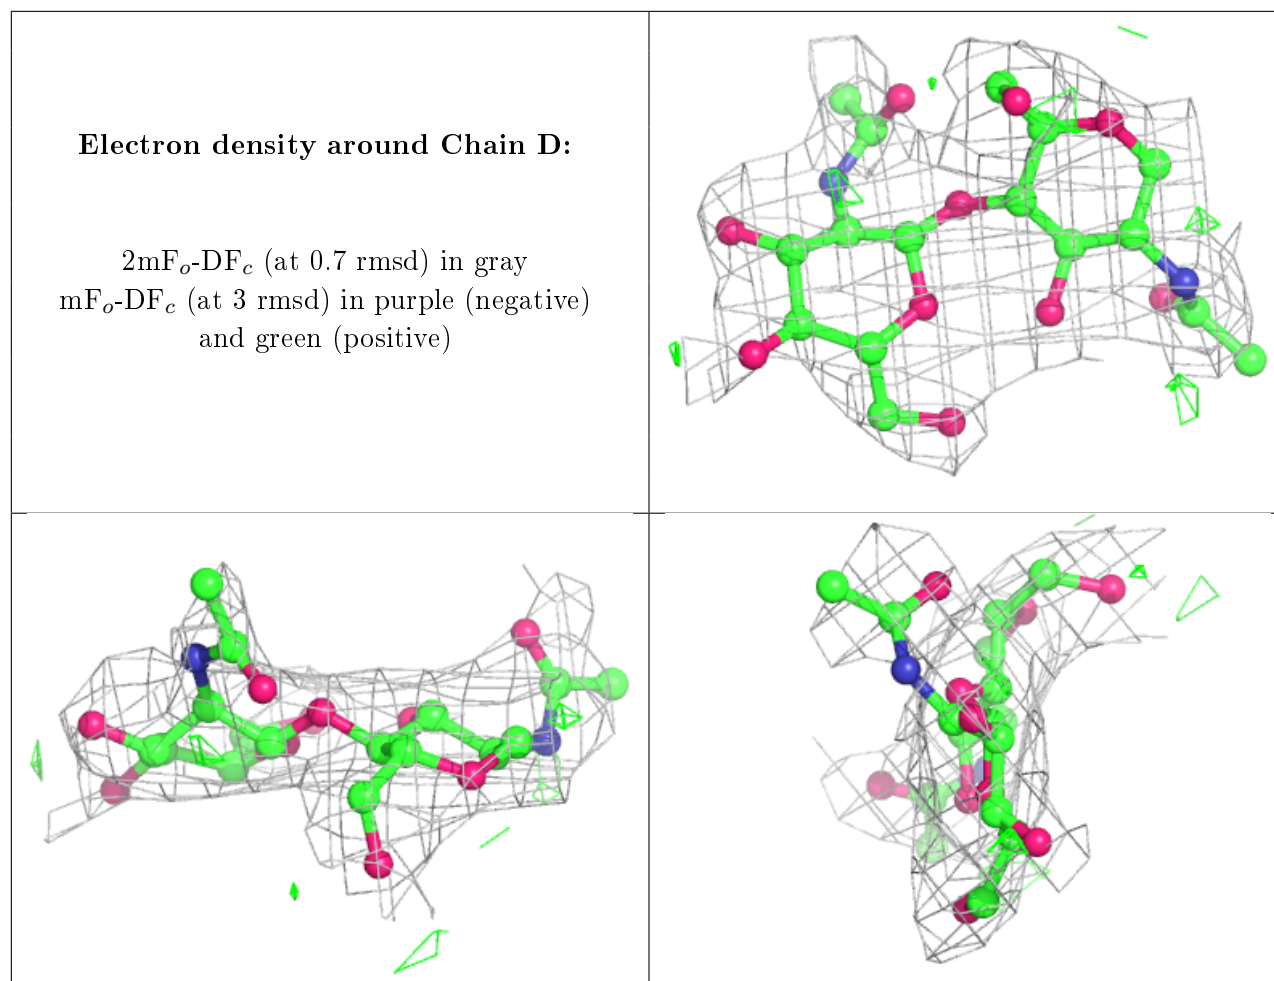 Electron density around Chain D:
2mFₒ-DF𝒸 (at 0.7 rmsd) in gray
mFₒ-DF𝒸 (at 3 rmsd) in purple (negative)
and green (positive)